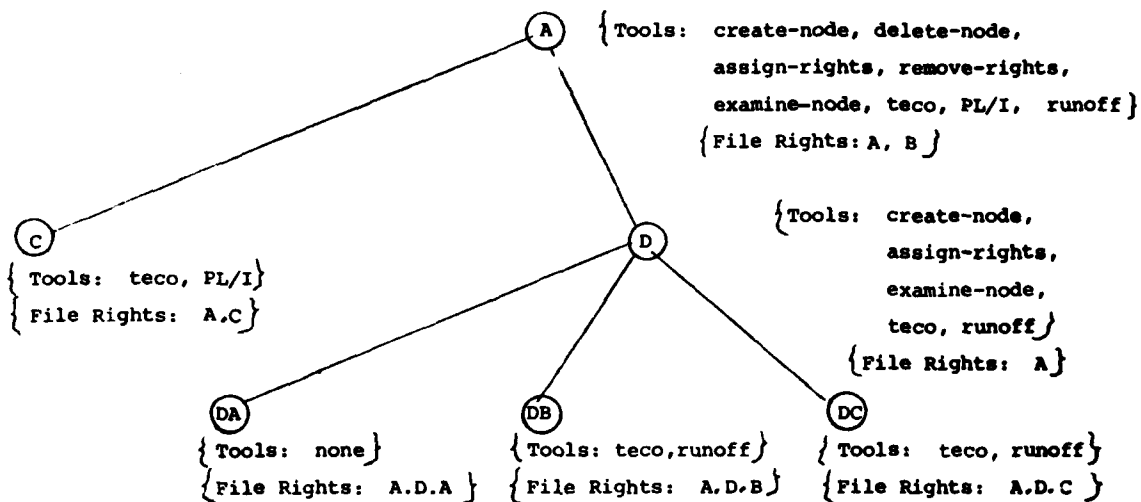 A
{Tools: create-node, delete-node,
assign-rights, remove-rights,
examine-node, teco, PL/I, runoff}
{File Rights: A, B}
C
{Tools: teco, PL/I}
{File Rights: A.C}
D
{Tools: create-node,
assign-rights,
examine-node,
teco, runoff}
{File Rights: A}
DA
{Tools: none}
{File Rights: A.D.A}
DB
{Tools: teco,runoff}
{File Rights: A.D.B}
DC
{Tools: teco, runoff}
{File Rights: A.D.C}